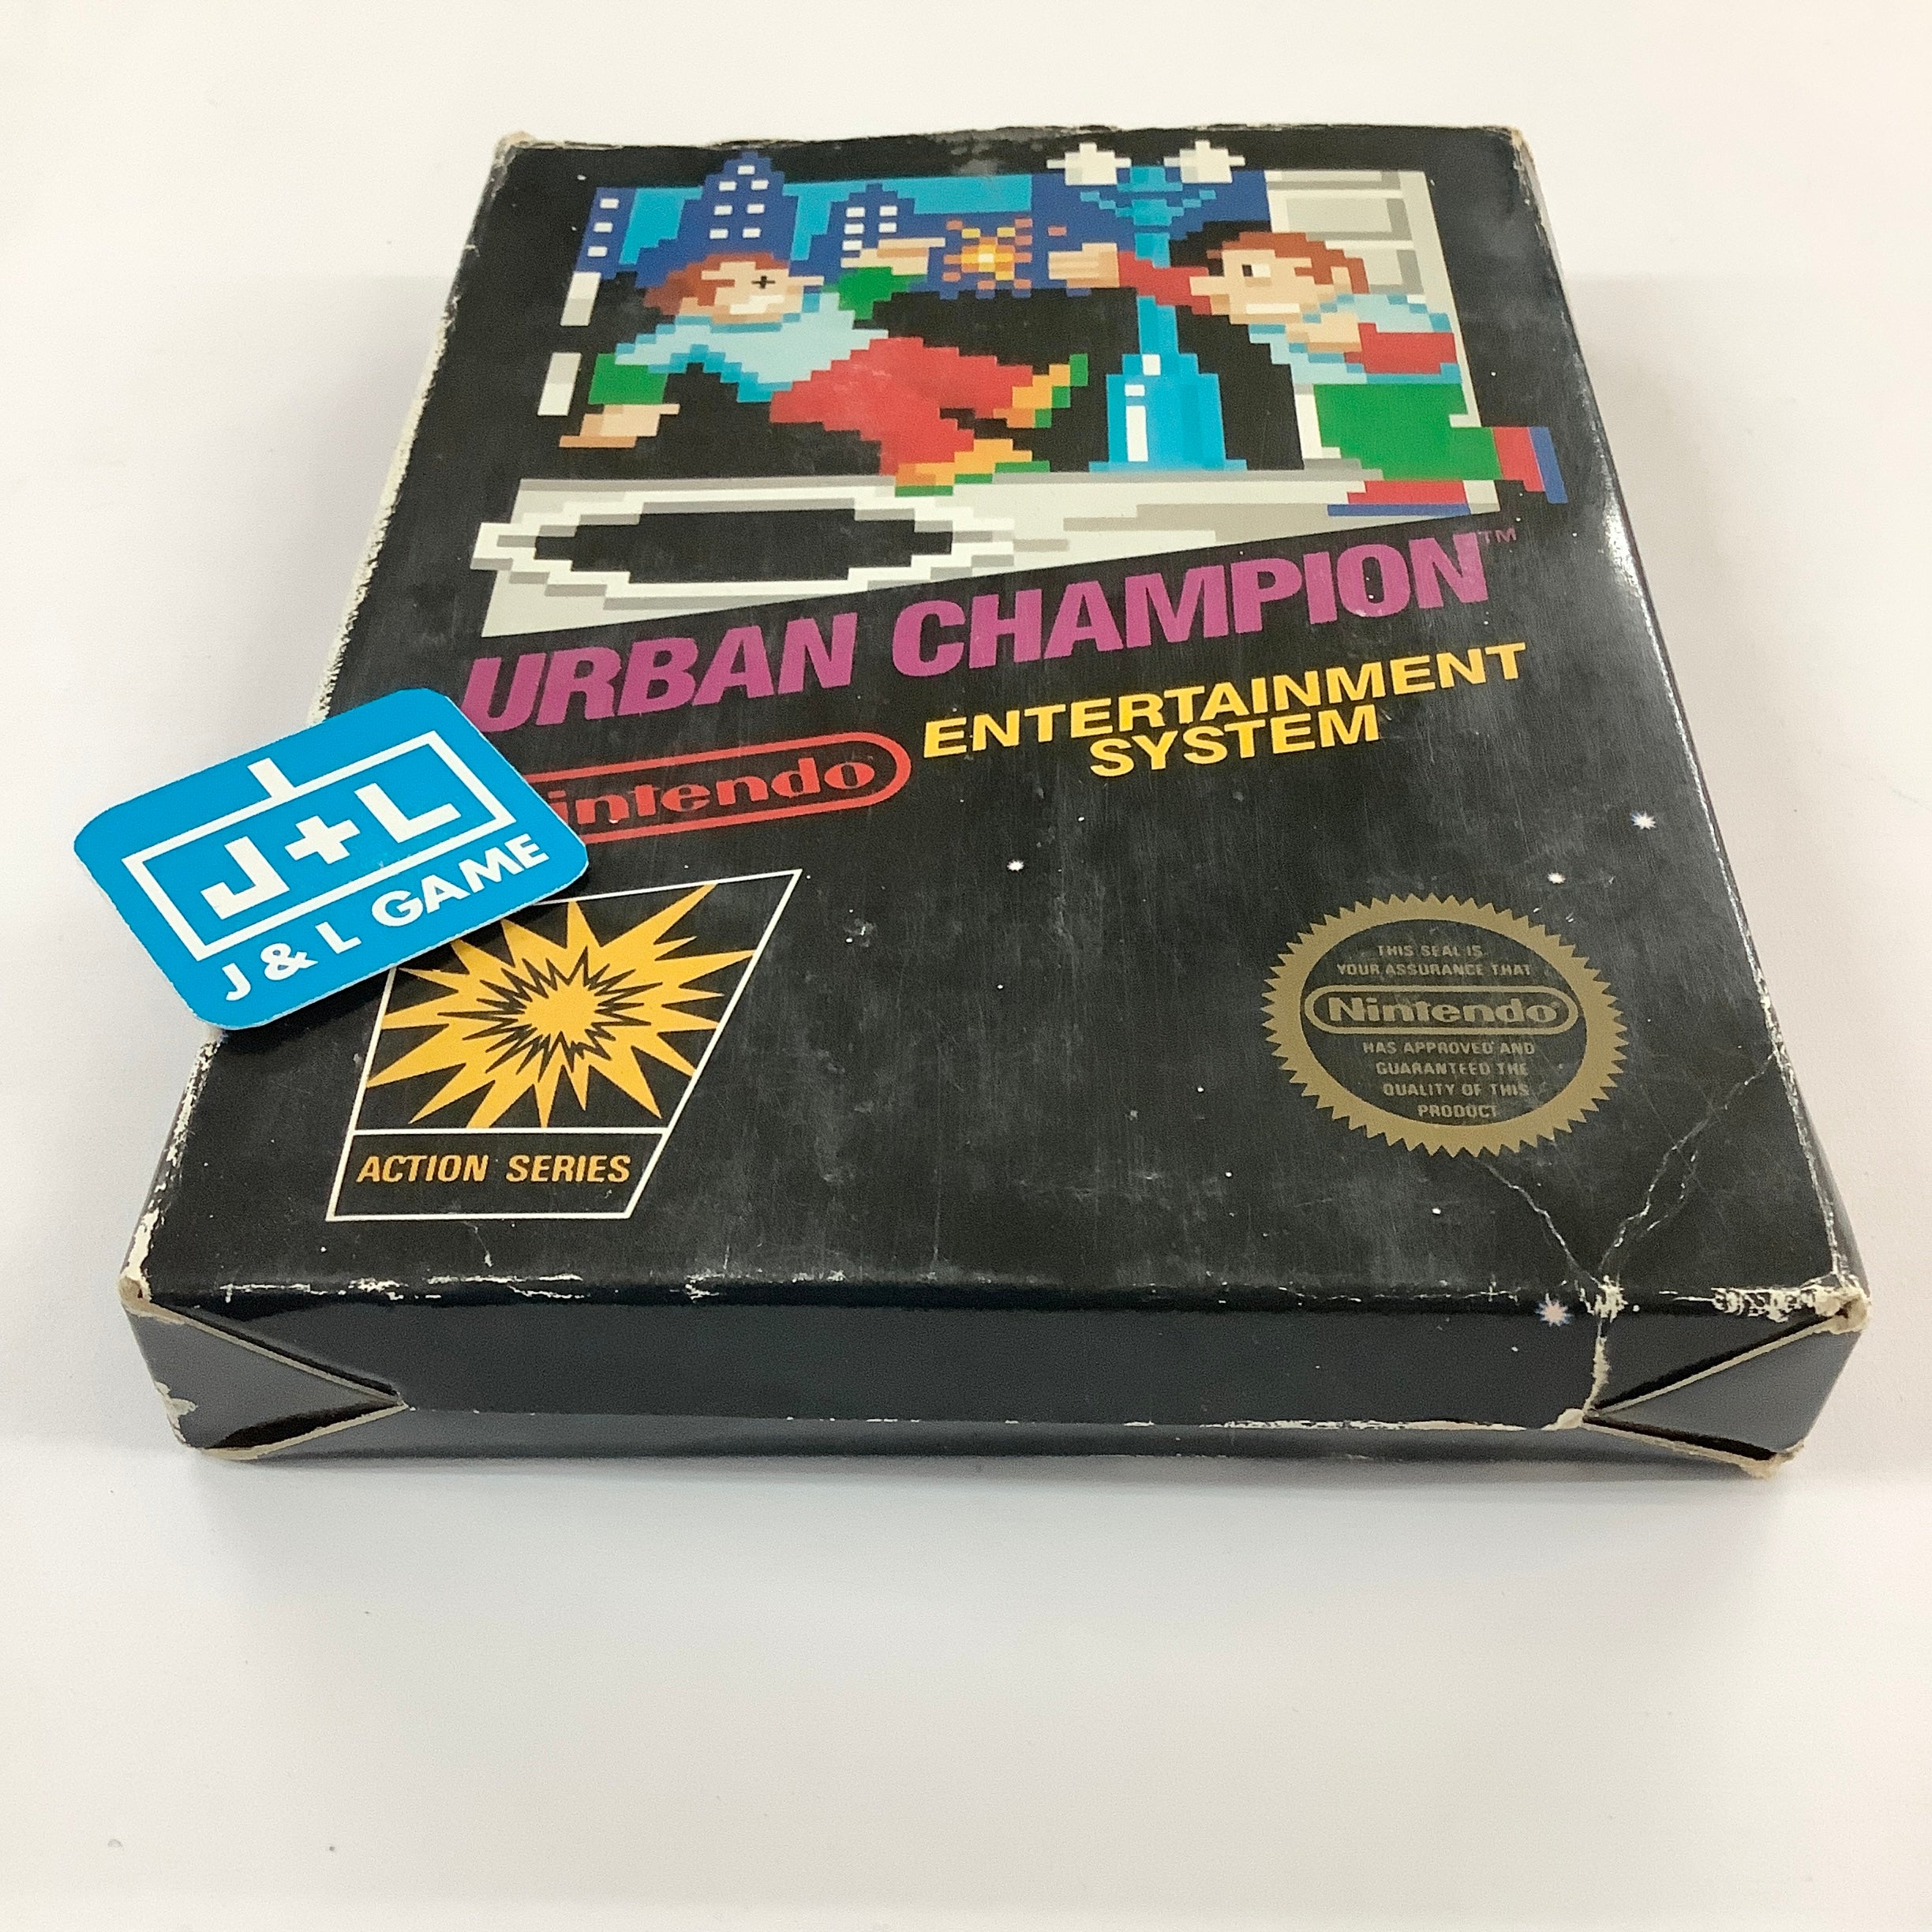 URBAN CHAMPION™
intendo
ENTERTAINMENT
SYSTEM
J+L
J & L GAME
ACTION SERIES
THIS SEAL IS
YOUR ASSURANCE THAT
Nintendo®
HAS APPROVED AND
GUARANTEED THE
QUALITY OF THIS
PRODUCT